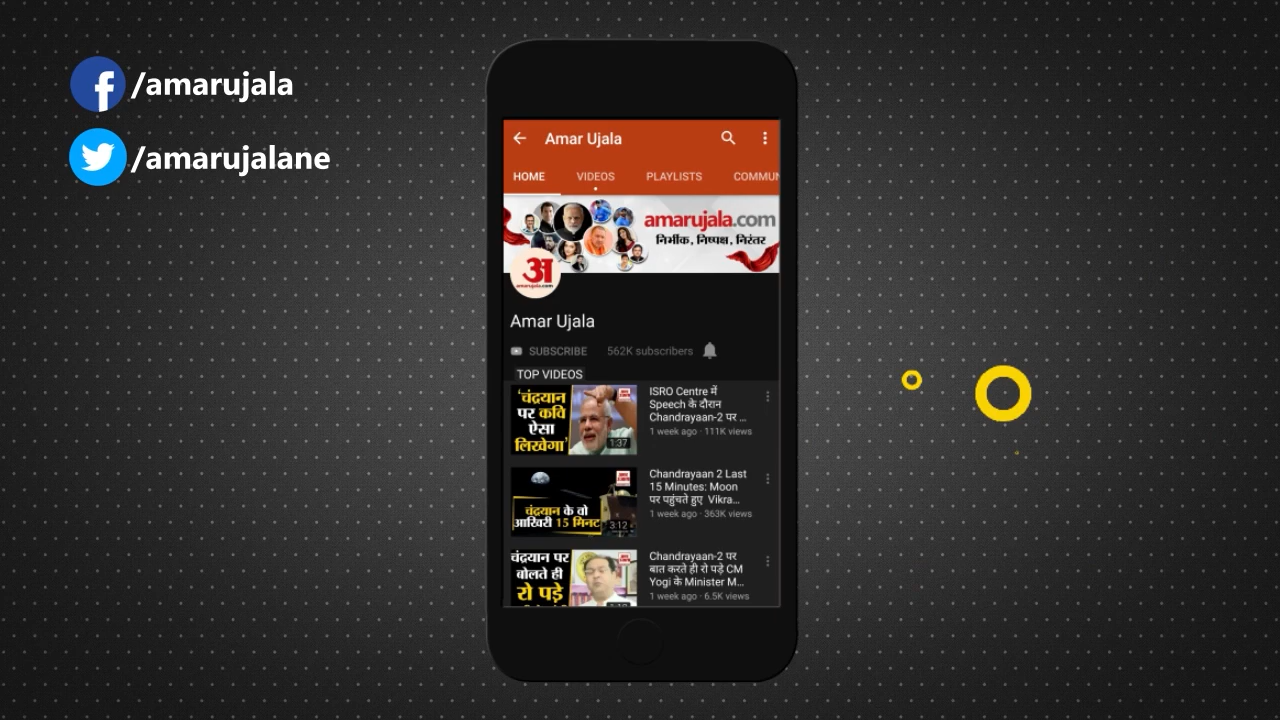 /amarujala
/amarujalane
Amar Ujala
HOME VIDEOS PLAYLISTS COMMUN
amarujala.com
निर्भीक, निष्पक्ष, निरंतर
अ
amarujala.com
Amar Ujala
SUBSCRIBE 562K subscribers
TOP VIDEOS
'चंद्रयान
पर कवि
ऐसा
लिखेगा'
1:37
ISRO Centre में
Speech के दौरान
Chandrayaan-2 पर ...
1 week ago · 111K views
चंद्रयान के वो
आखिरी 15 मिनट
3:12
Chandrayaan 2 Last
15 Minutes: Moon
पर पहुंचते हुए Vikra...
1 week ago · 363K views
चंद्रयान पर
बोलते ही
रो पड़े
Chandrayaan-2 पर
बात करते ही रो पड़े CM
Yogi के Minister M...
1 week ago · 6.5K views